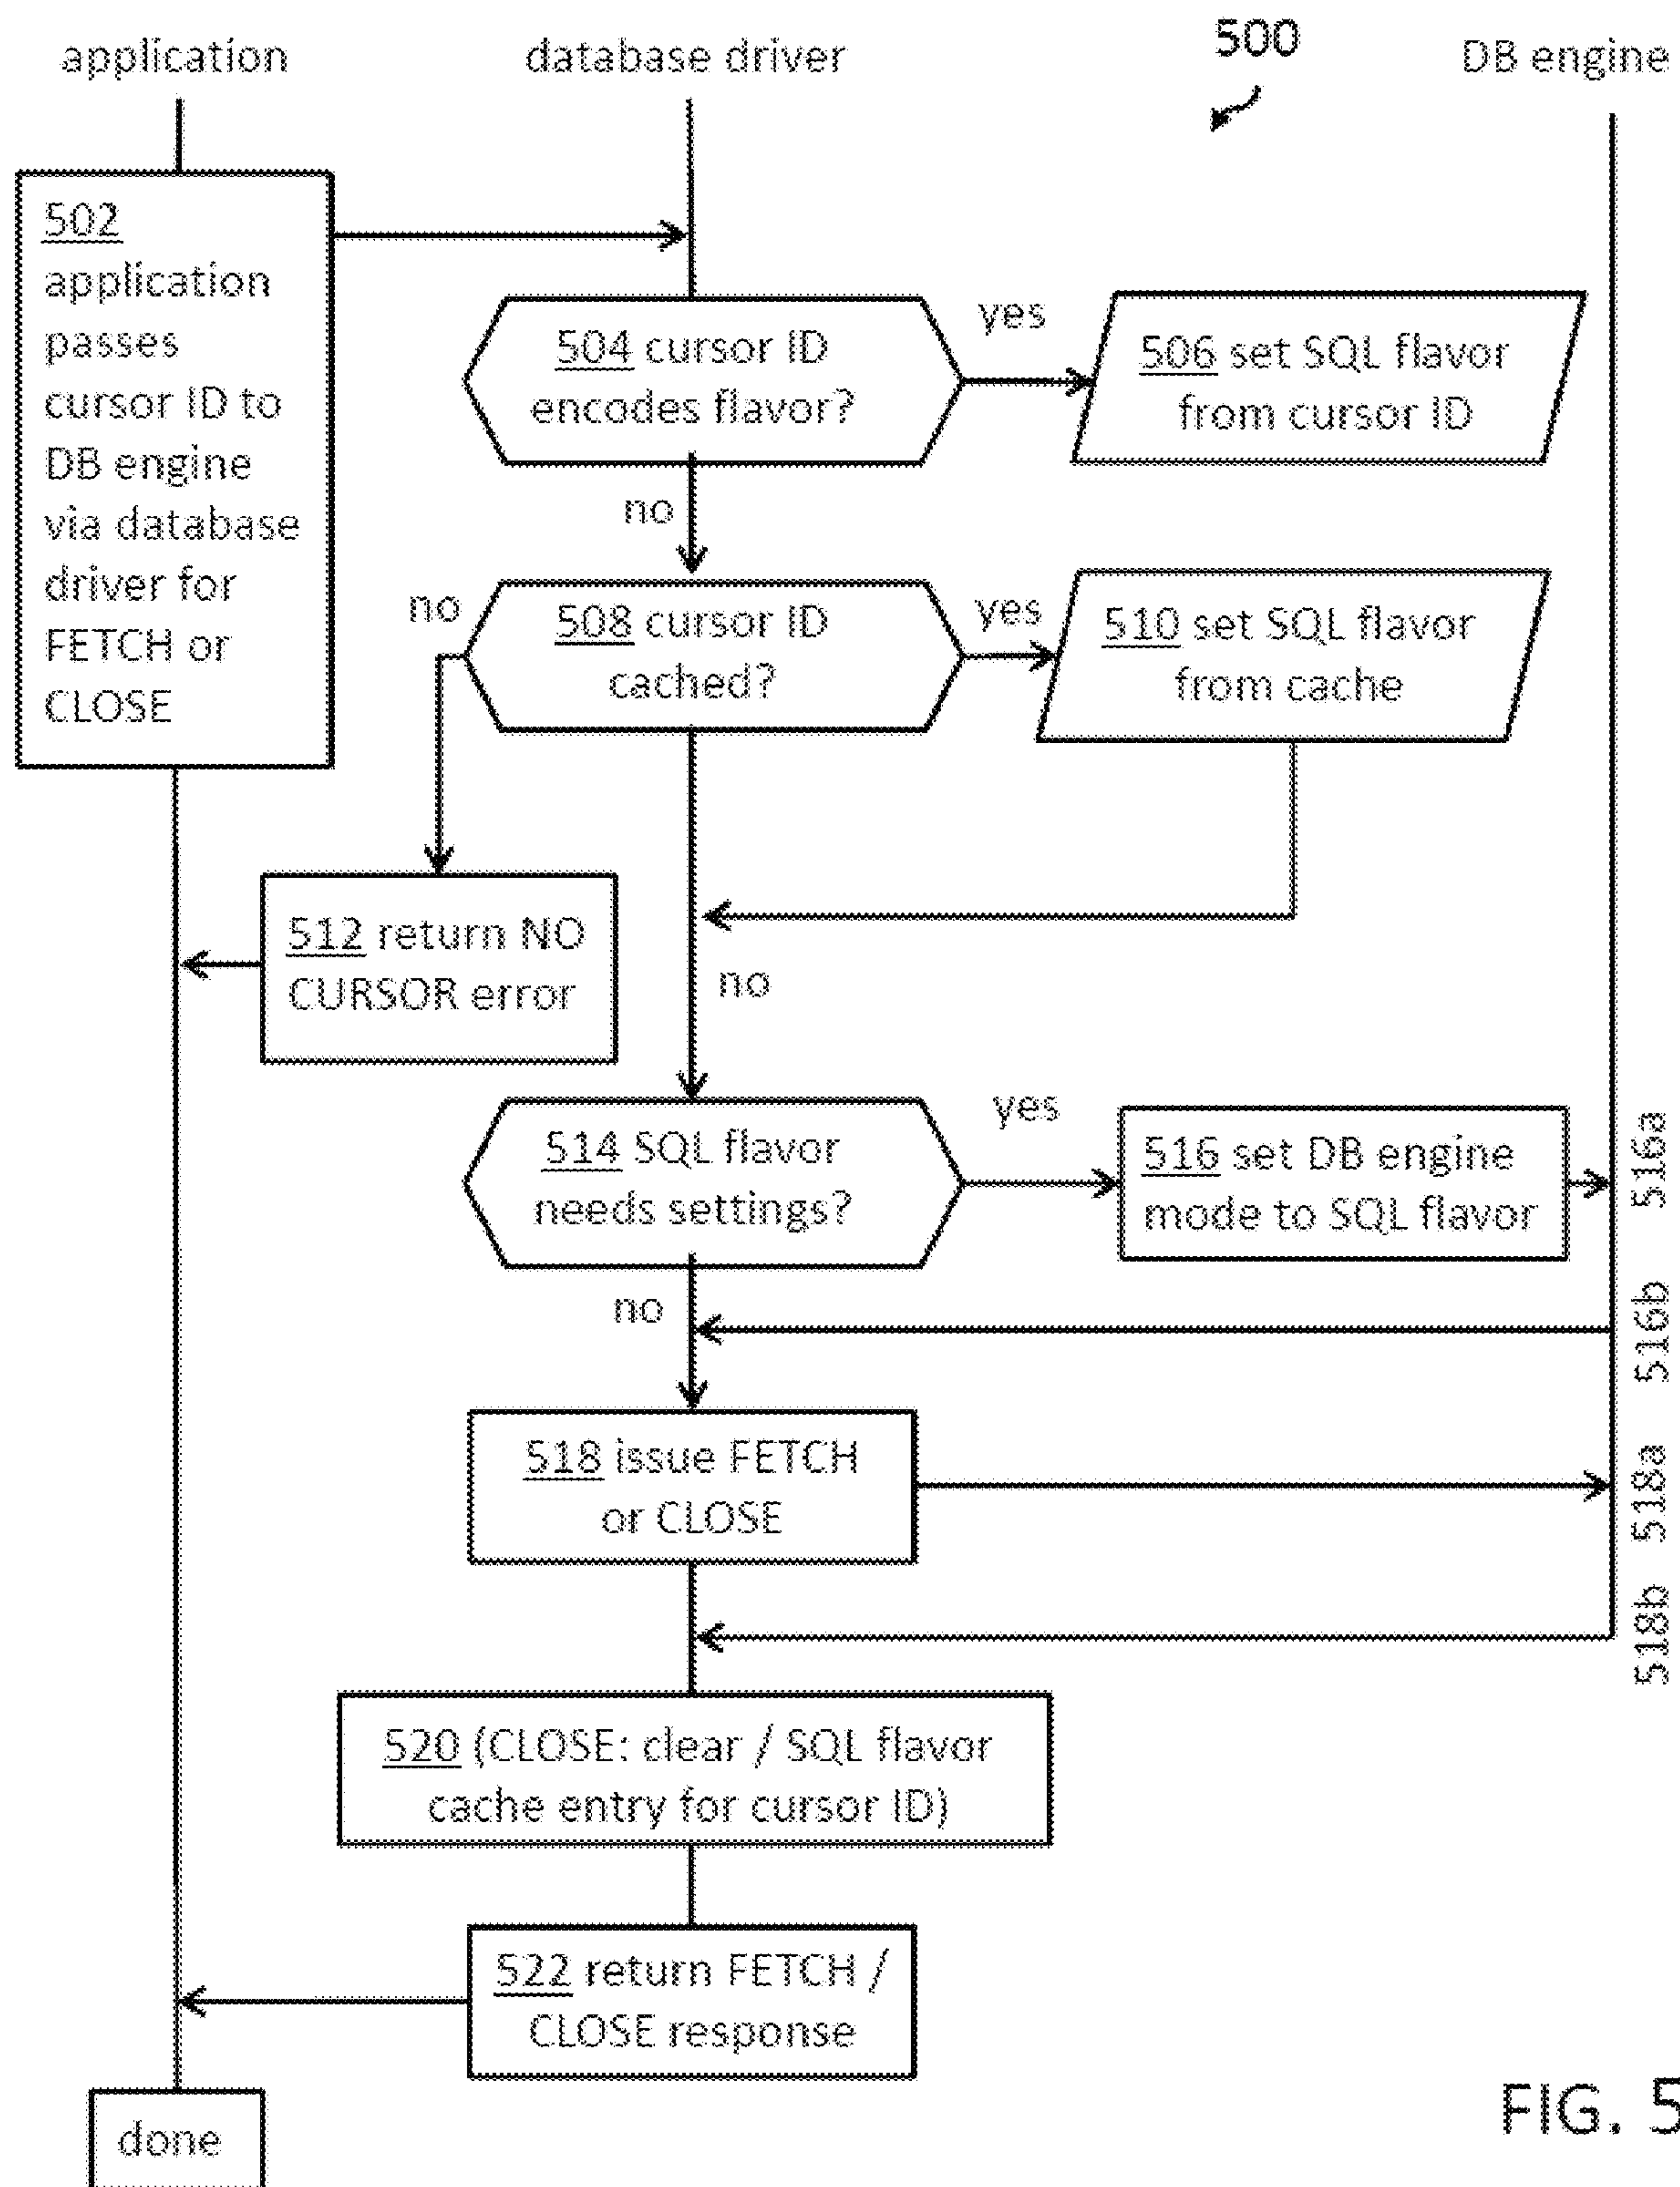 500
application
database driver
DB engine
502
application
passes
cursor ID to
DB engine
via database
driver for
FETCH or
CLOSE
504 cursor ID
encodes flavor?
yes
506 set SQL flavor
from cursor ID
no
no
508 cursor ID
cached?
yes
510 set SQL flavor
from cache
512 return NO
CURSOR error
no
514 SQL flavor
needs settings?
yes
516 set DB engine
mode to SQL flavor
516a
no
516b
518 issue FETCH
or CLOSE
518a
518b
520 (CLOSE: clear / SQL flavor
cache entry for cursor ID)
522 return FETCH /
CLOSE response
done
FIG. 5